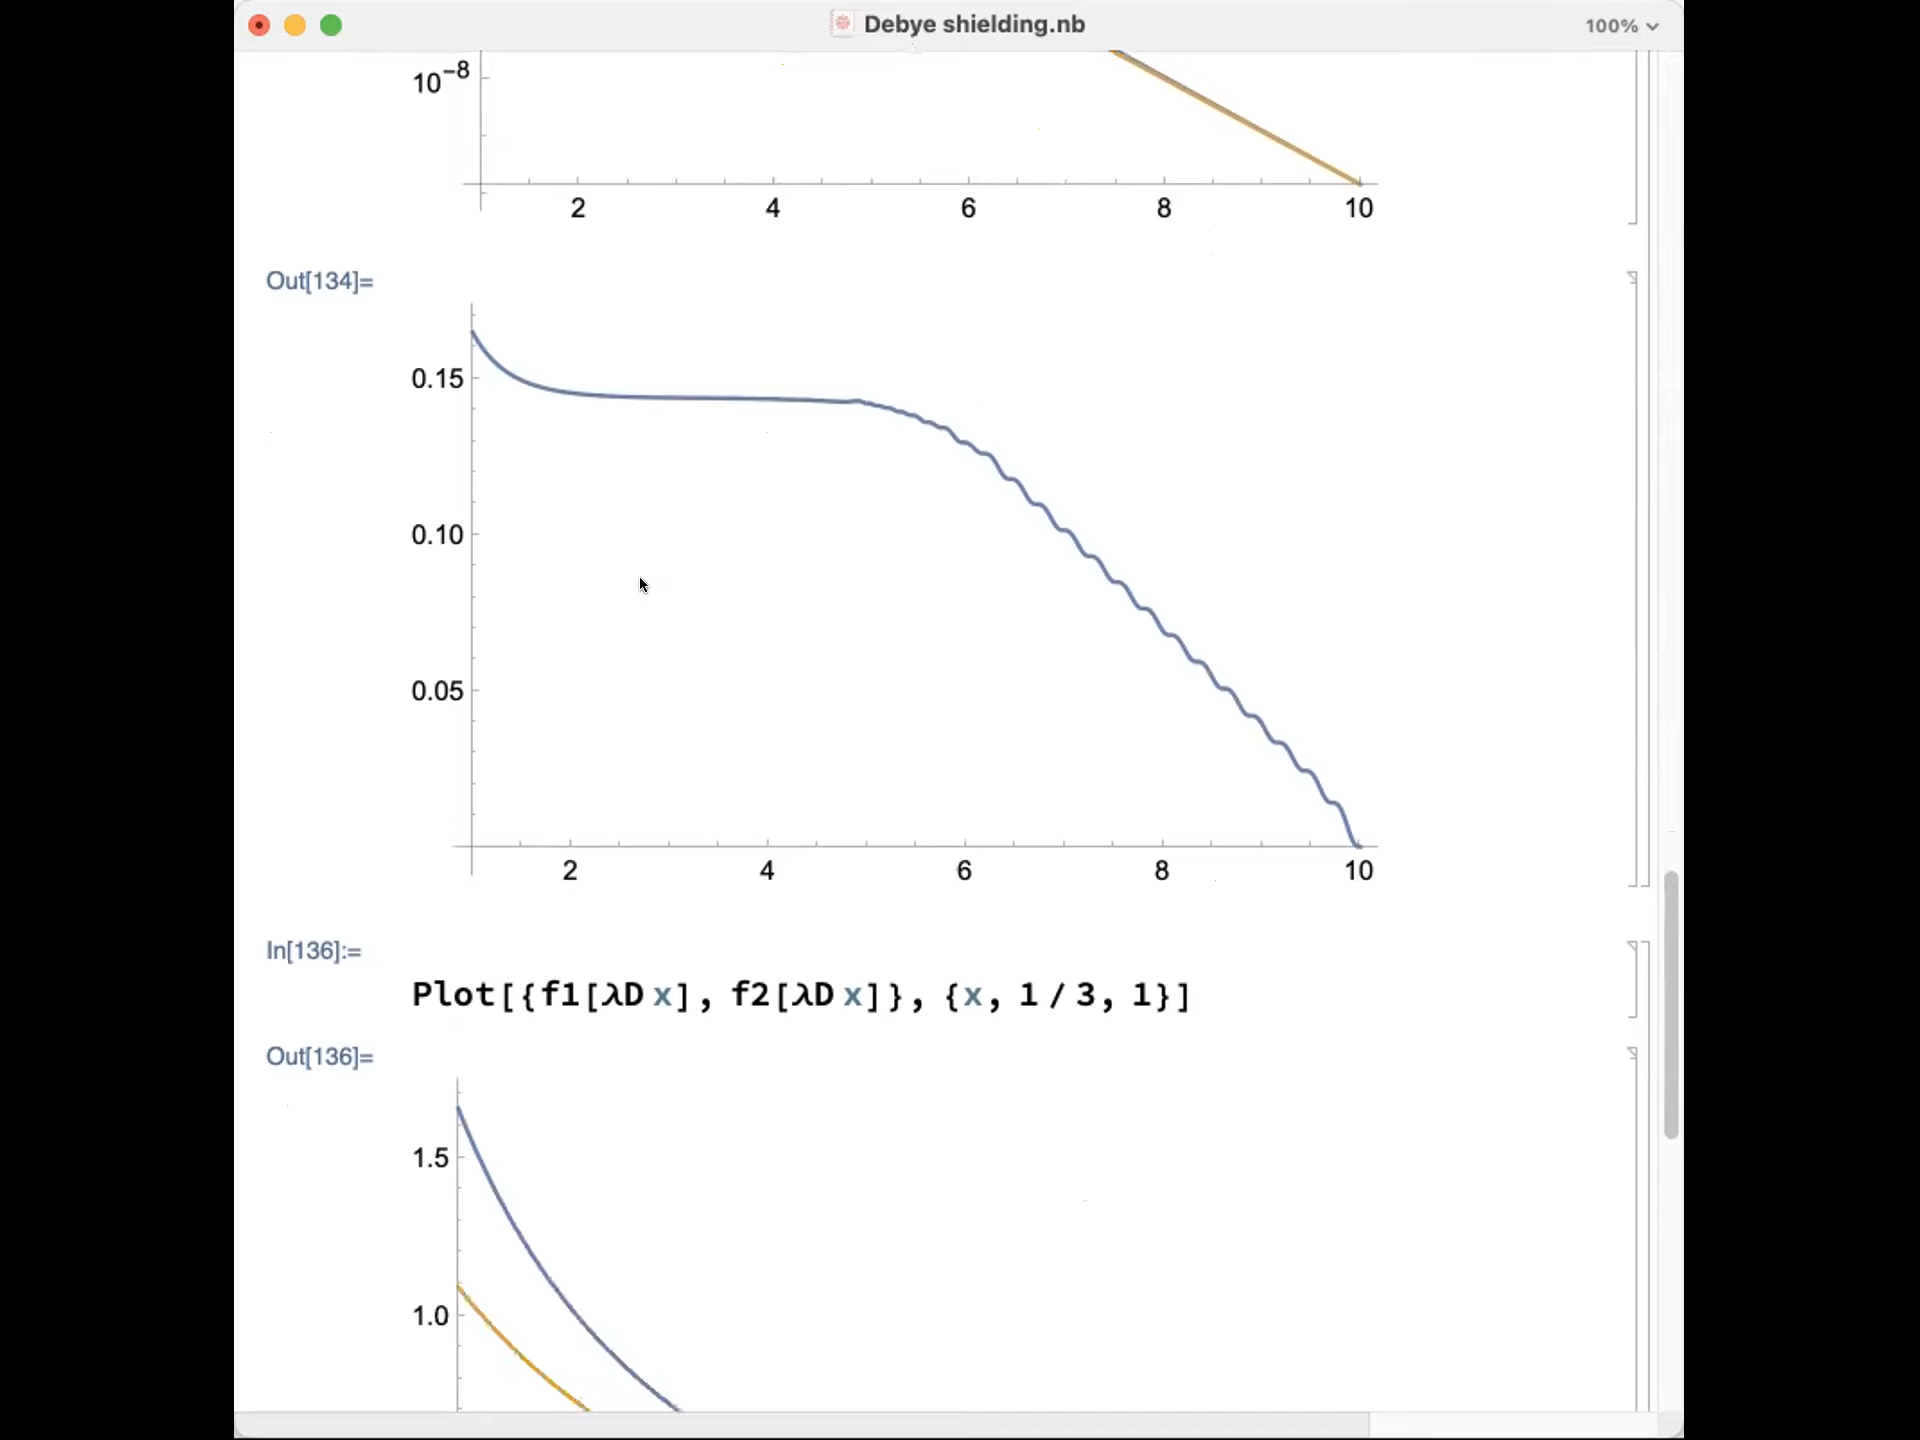 Debye shielding.nb
100%
10⁻⁸
2 4 6 8 10
Out[134]=
0.15
0.10
0.05
2 4 6 8 10
In[136]:=
Plot[{f1[λD x], f2[λD x]}, {x, 1 / 3, 1}]
Out[136]=
1.5
1.0